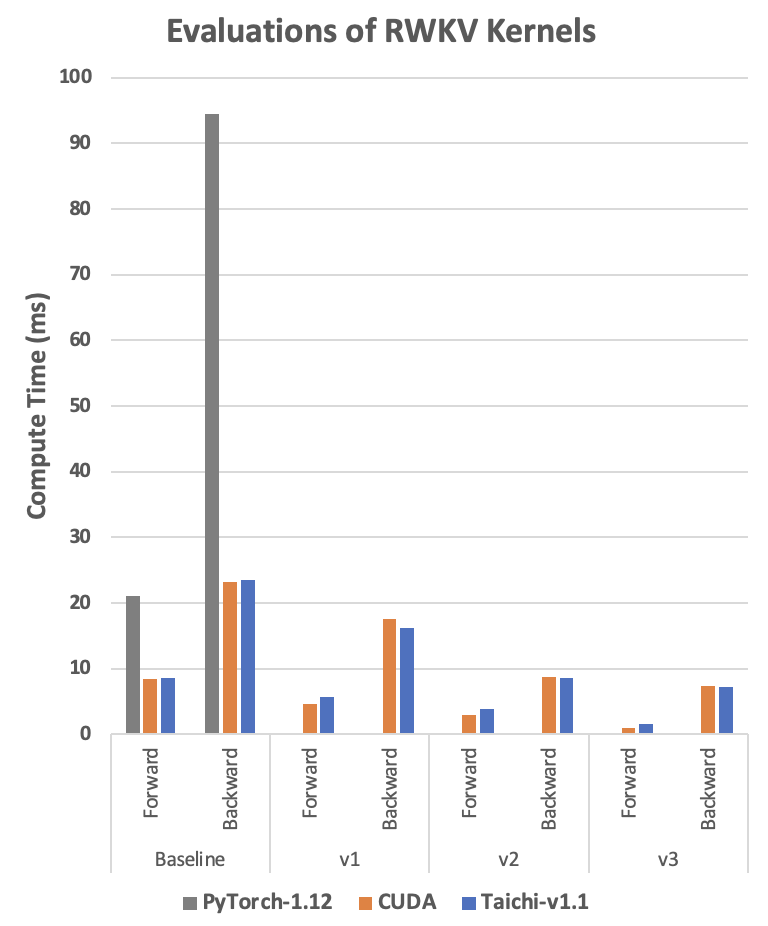 Evaluations of RWKV Kernels
Compute Time (ms)
100
90
80
70
60
50
40
30
20
10
0
Forward Backward Forward Backward Forward Backward Forward Backward
Baseline v1 v2 v3
PyTorch-1.12 CUDA Taichi-v1.1